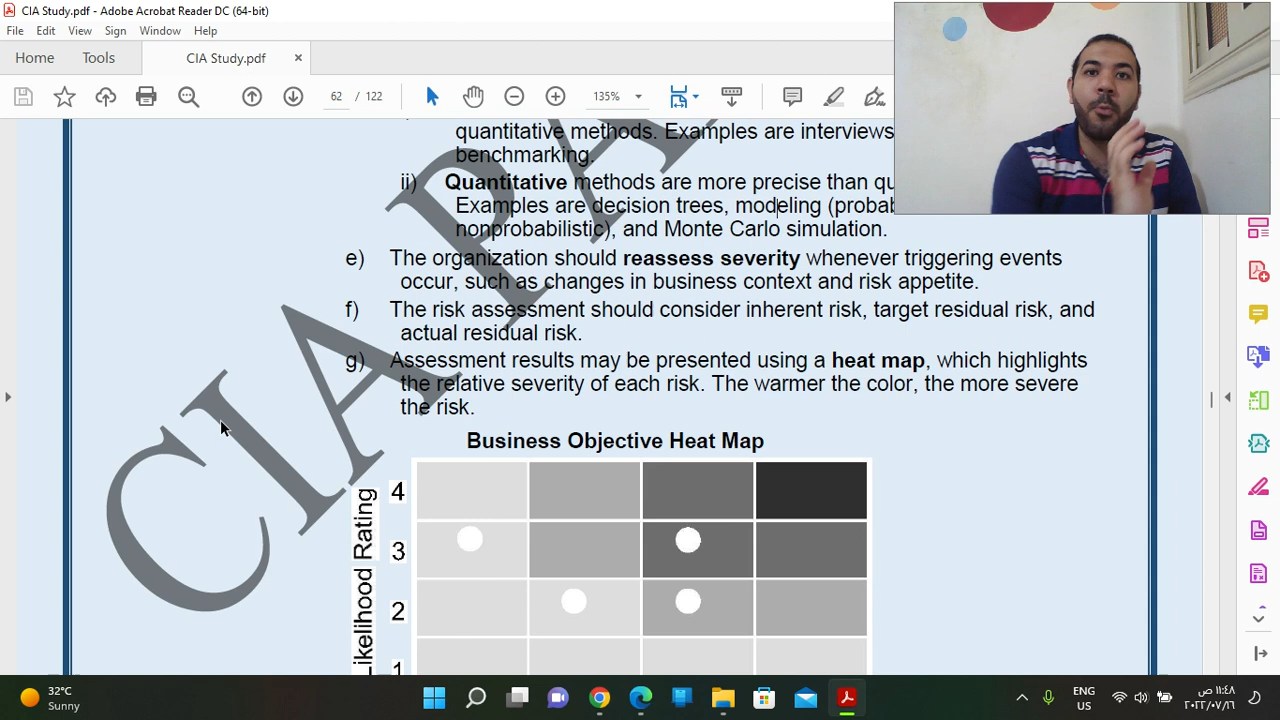 CIA Study.pdf - Adobe Acrobat Reader DC (64-bit)
File Edit View Sign Window Help
Home Tools CIA Study.pdf ×
62 / 122 135%
quantitative methods. Examples are interviews
benchmarking.
ii) Quantitative methods are more precise than qu
Examples are decision trees, modeling (probab
nonprobabilistic), and Monte Carlo simulation.
e) The organization should reassess severity whenever triggering events
occur, such as changes in business context and risk appetite.
f) The risk assessment should consider inherent risk, target residual risk, and
actual residual risk.
g) Assessment results may be presented using a heat map, which highlights
the relative severity of each risk. The warmer the color, the more severe
the risk.
CIA PA
Business Objective Heat Map
Likelihood Rating
4
3
2
1
32°C
Sunny
ENG
US
١١:٤٨ ص
٢٠٢٢/٠٧/١٦